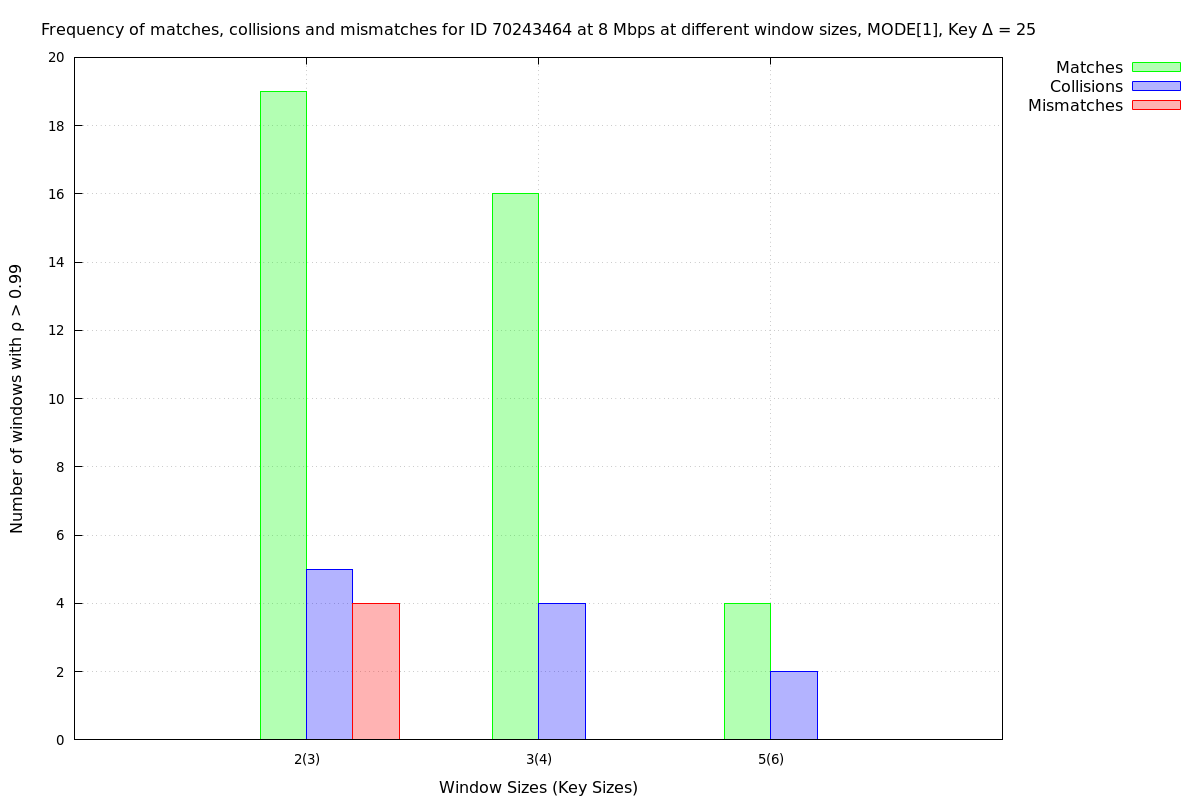 Frequency of matches, collisions and mismatches for ID 70243464 at 8 Mbps at different window sizes, MODE[1], Key Δ = 25
Matches
Collisions
Mismatches
Number of windows with ρ > 0.99
20
18
16
14
12
10
8
6
4
2
0
2(3)
3(4)
5(6)
Window Sizes (Key Sizes)